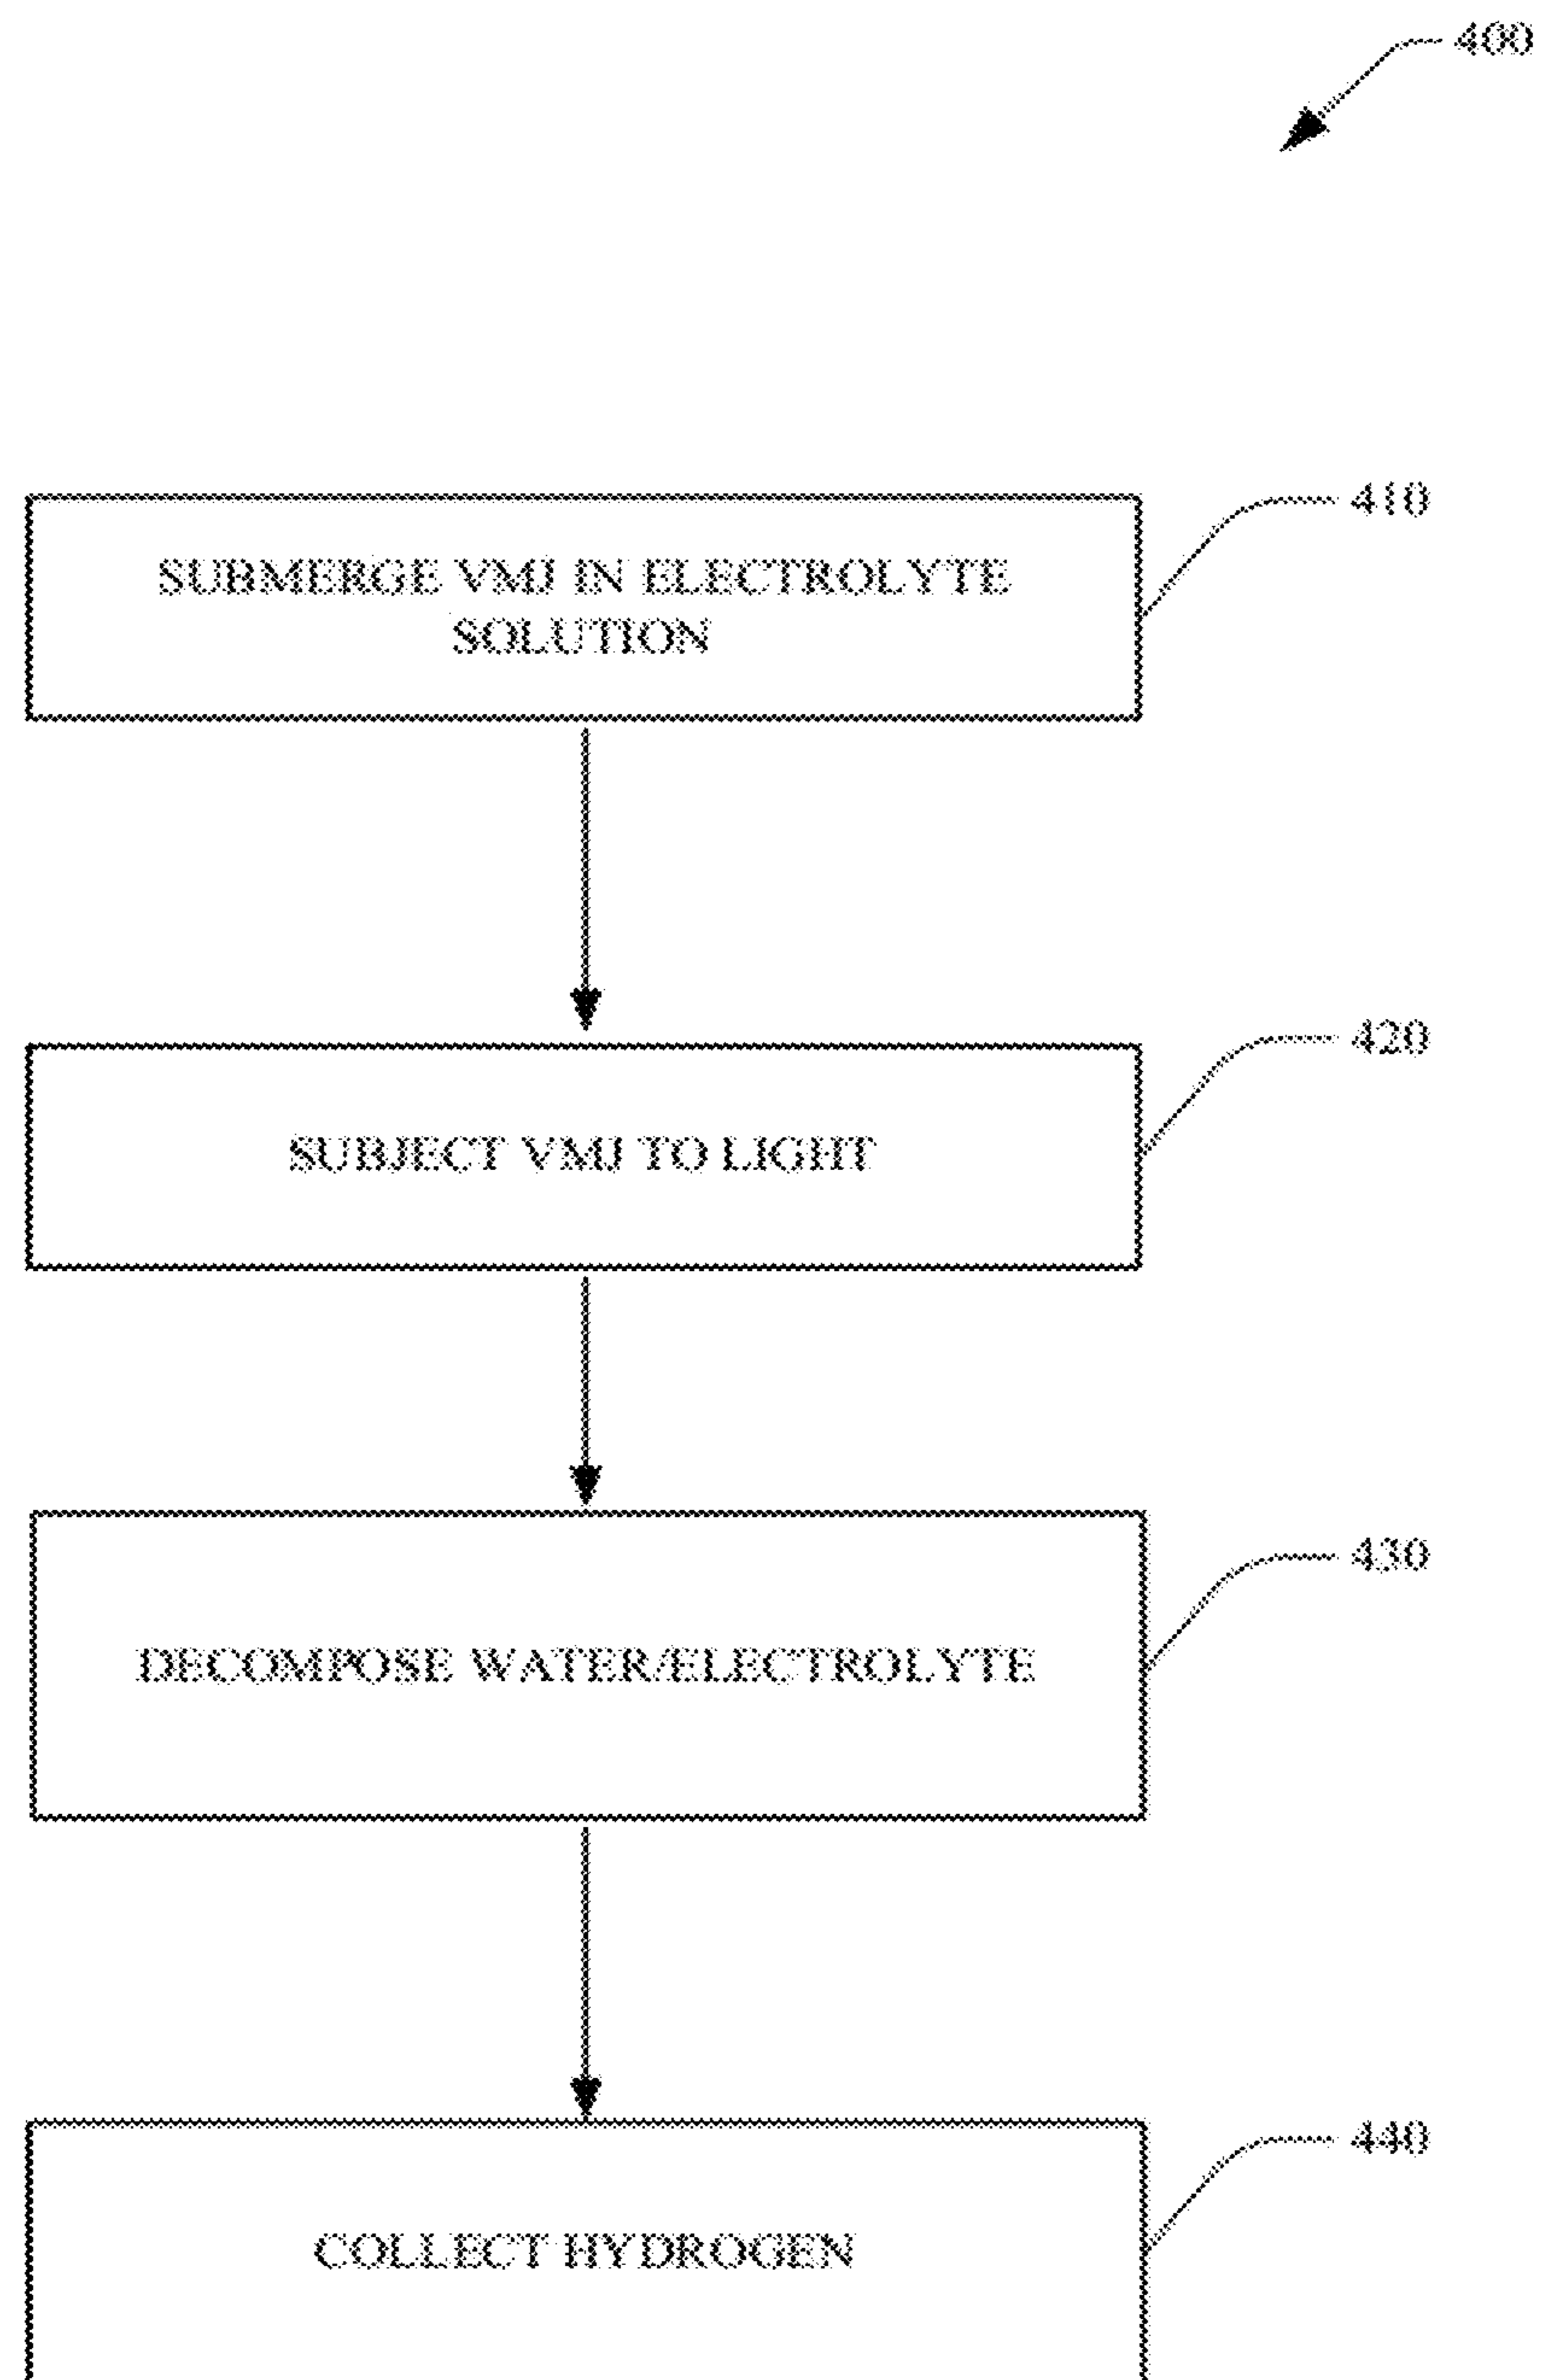 400
410
SUBMERGE VMJ IN ELECTROLYTE
SOLUTION
420
SUBJECT VMJ TO LIGHT
430
DECOMPOSE WATER/ELECTROLYTE
440
COLLECT HYDROGEN